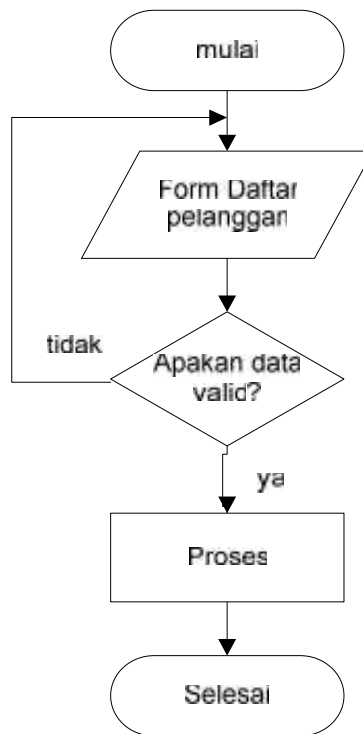 mulai
Form Daftar
pelanggan
tidak
Apakan data
valid?
ya
Proses
Selesai